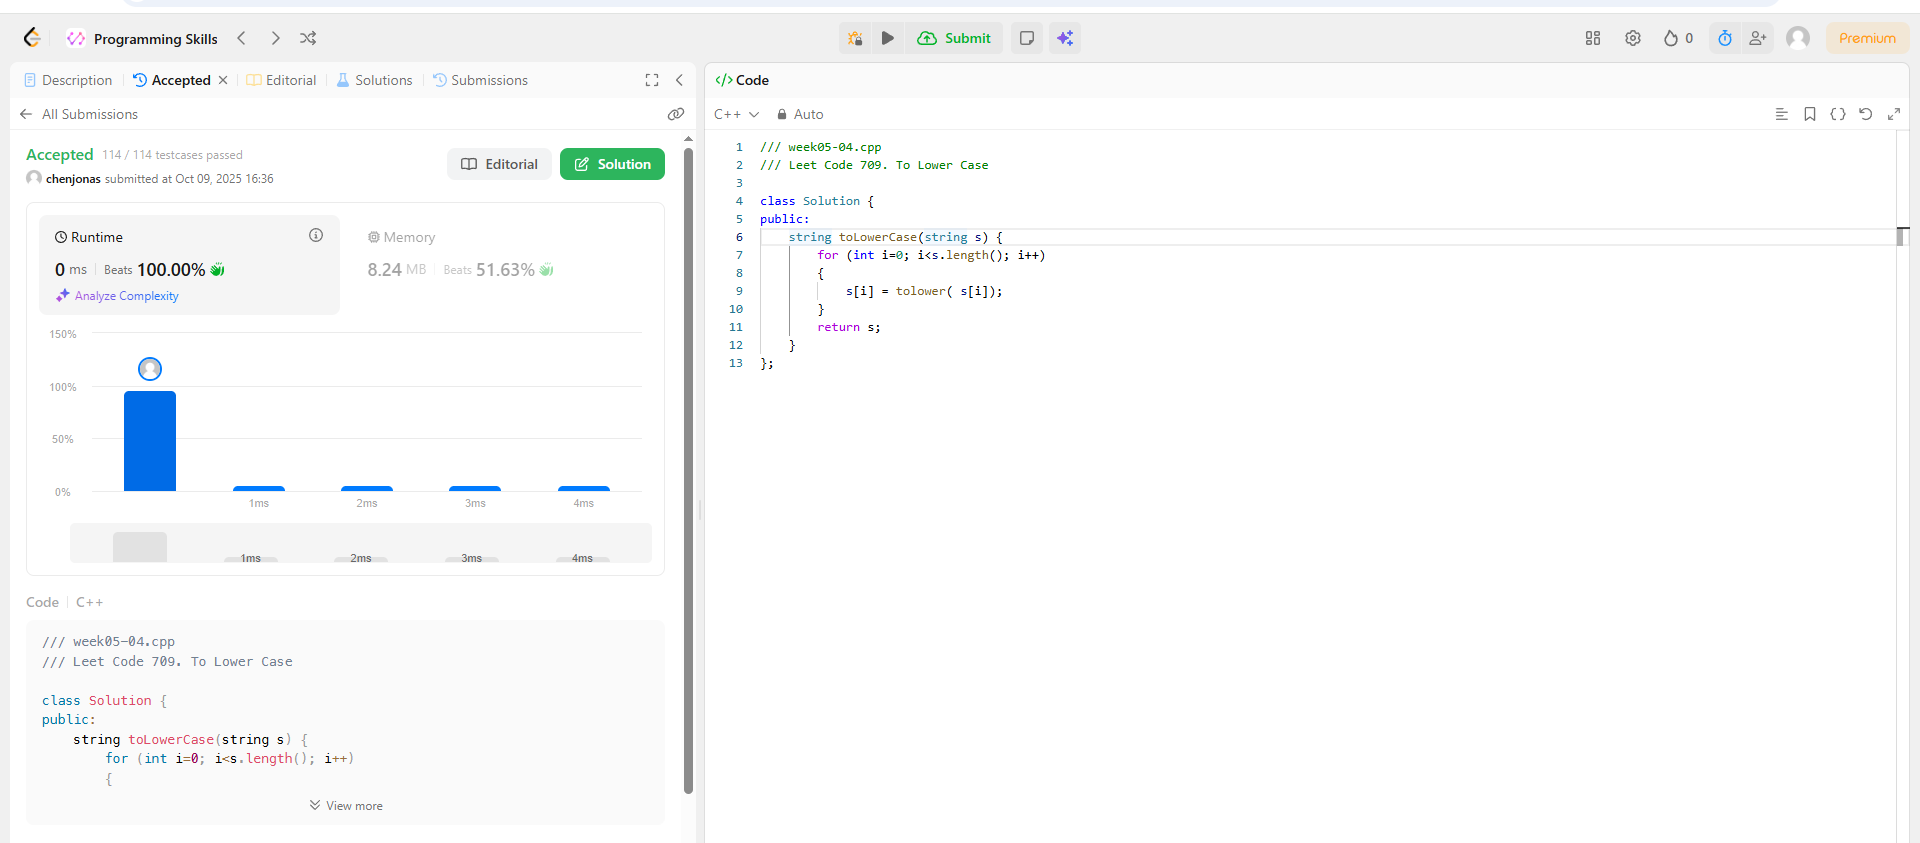 Programming Skills
Submit
0
Premium
Description
Accepted
Editorial
Solutions
Submissions
All Submissions
Accepted 114 / 114 testcases passed
chenjonas submitted at Oct 09, 2025 16:36
Editorial
Solution
Runtime
0 ms Beats 100.00%
Analyze Complexity
Memory
8.24 MB Beats 51.63%
150%
100%
50%
0%
1ms 2ms 3ms 4ms
1ms 2ms 3ms 4ms
Code C++
/// week05-04.cpp
/// Leet Code 709. To Lower Case
class Solution {
public:
    string toLowerCase(string s) {
        for (int i=0; i<s.length(); i++)
        {
View more
</> Code
C++
Auto
1 /// week05-04.cpp
2 /// Leet Code 709. To Lower Case
3
4 class Solution {
5 public:
6     string toLowerCase(string s) {
7         for (int i=0; i<s.length(); i++)
8         {
9             s[i] = tolower( s[i]);
10         }
11         return s;
12     }
13 };